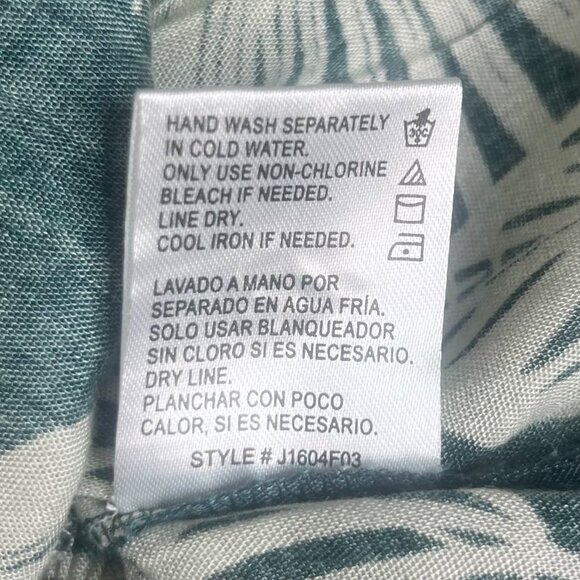 HAND WASH SEPARATELY
IN COLD WATER.
30C
ONLY USE NON-CHLORINE
BLEACH IF NEEDED.
LINE DRY.
COOL IRON IF NEEDED.
LAVADO A MANO POR
SEPARADO EN AGUA FRÍA.
SOLO USAR BLANQUEADOR
SIN CLORO SI ES NECESARIO.
DRY LINE.
PLANCHAR CON POCO
CALOR, SI ES NECESARIO.
STYLE # J1604F03